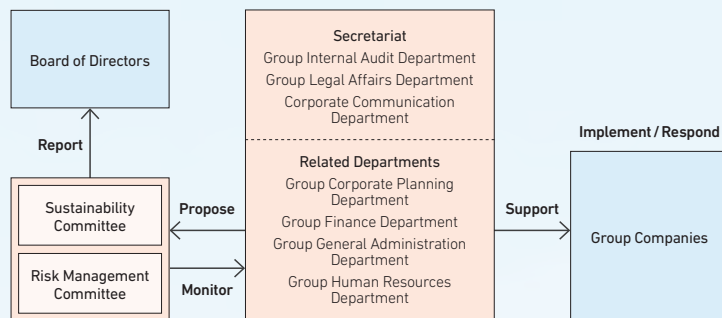 Board of Directors
Report
Sustainability
Committee
Risk Management
Committee
Propose
Monitor
Secretariat
Group Internal Audit Department
Group Legal Affairs Department
Corporate Communication
Department
Related Departments
Group Corporate Planning
Department
Group Finance Department
Group General Administration
Department
Group Human Resources
Department
Support
Implement / Respond
Group Companies